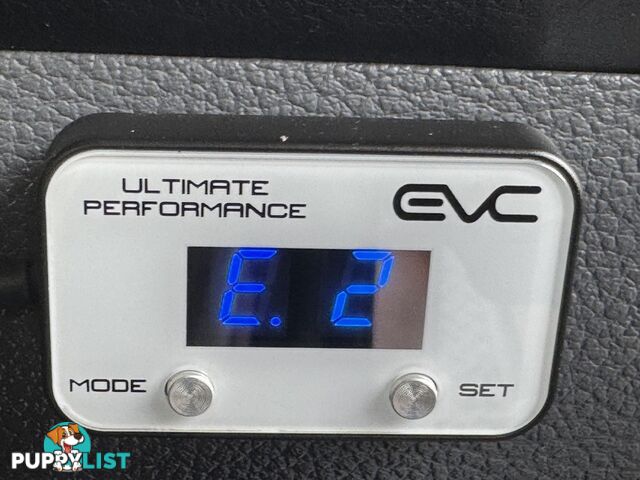 ULTIMATE
PERFORMANCE
EVC
E. 2
MODE
SET
PUPPYLIST